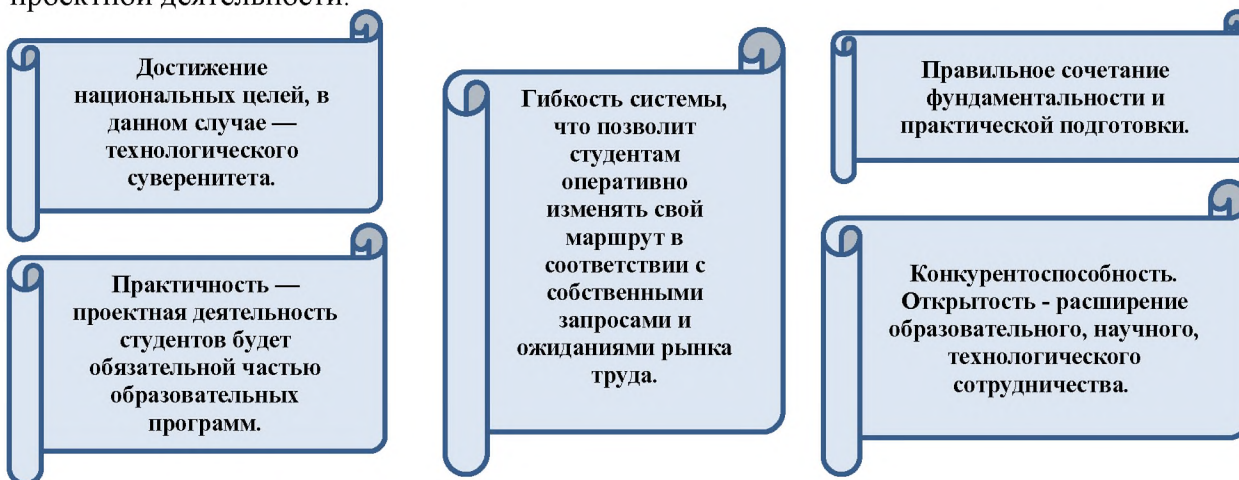 проектной деятельности.
Достижение
национальных целей, в
данном случае —
технологического
суверенитета.
Практичность —
проектная деятельность
студентов будет
обязательной частью
образовательных
программ.
Гибкость системы,
что позволит
студентам
оперативно
изменять свой
маршрут в
соответствии с
собственными
запросами и
ожиданиями рынка
труда.
Правильное сочетание
фундаментальности и
практической подготовки.
Конкурентоспособность.
Открытость - расширение
образовательного, научного,
технологического
сотрудничества.